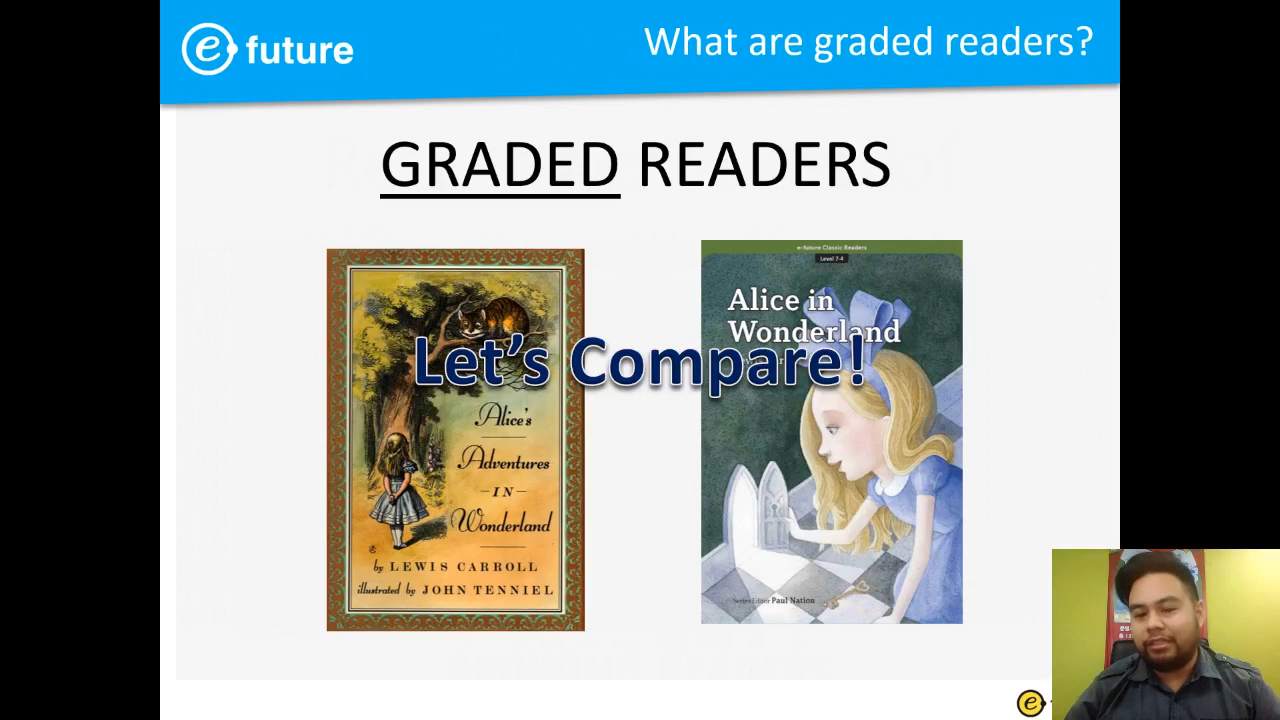 e future
What are graded readers?
GRADED READERS
Let's Compare!
Alice's
Adventures
IN
Wonderland
by LEWIS CARROLL
illustrated by JOHN TENNIEL
e-future Classic Readers
Level 7-4
Alice in
Wonderland
Series Editor Paul Nation
e